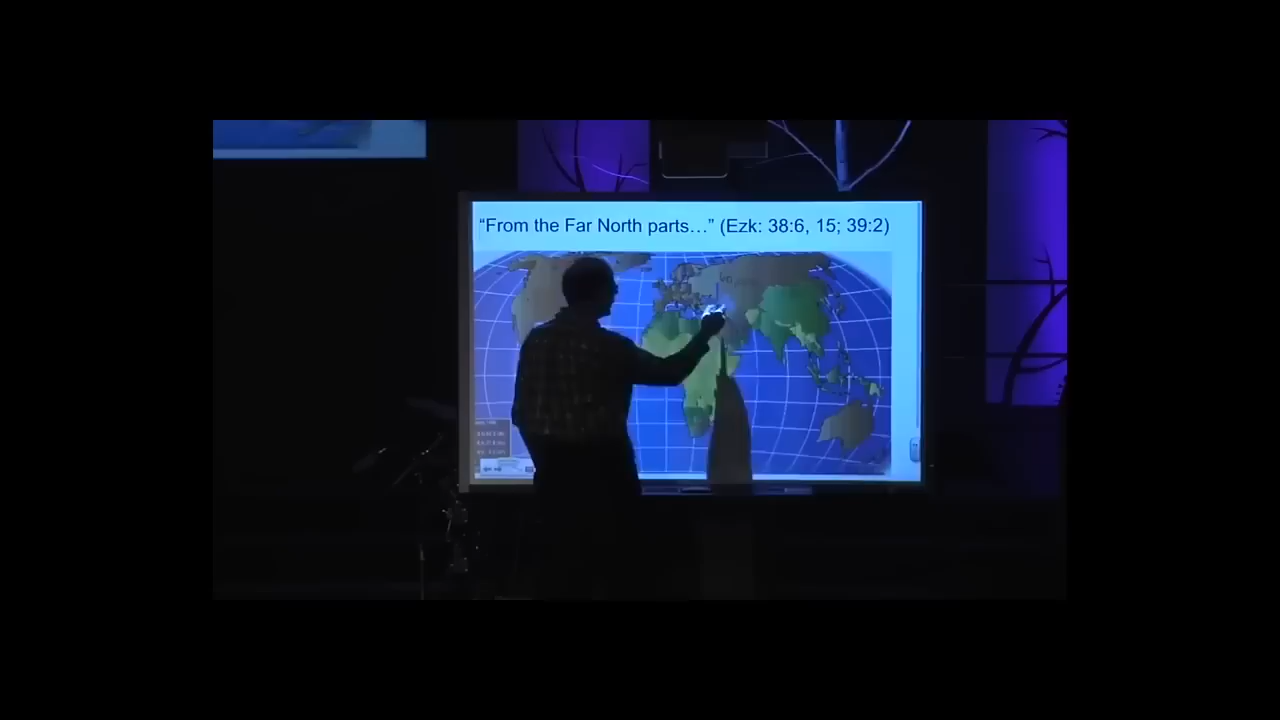 “From the Far North parts…” (Ezk: 38:6, 15; 39:2)